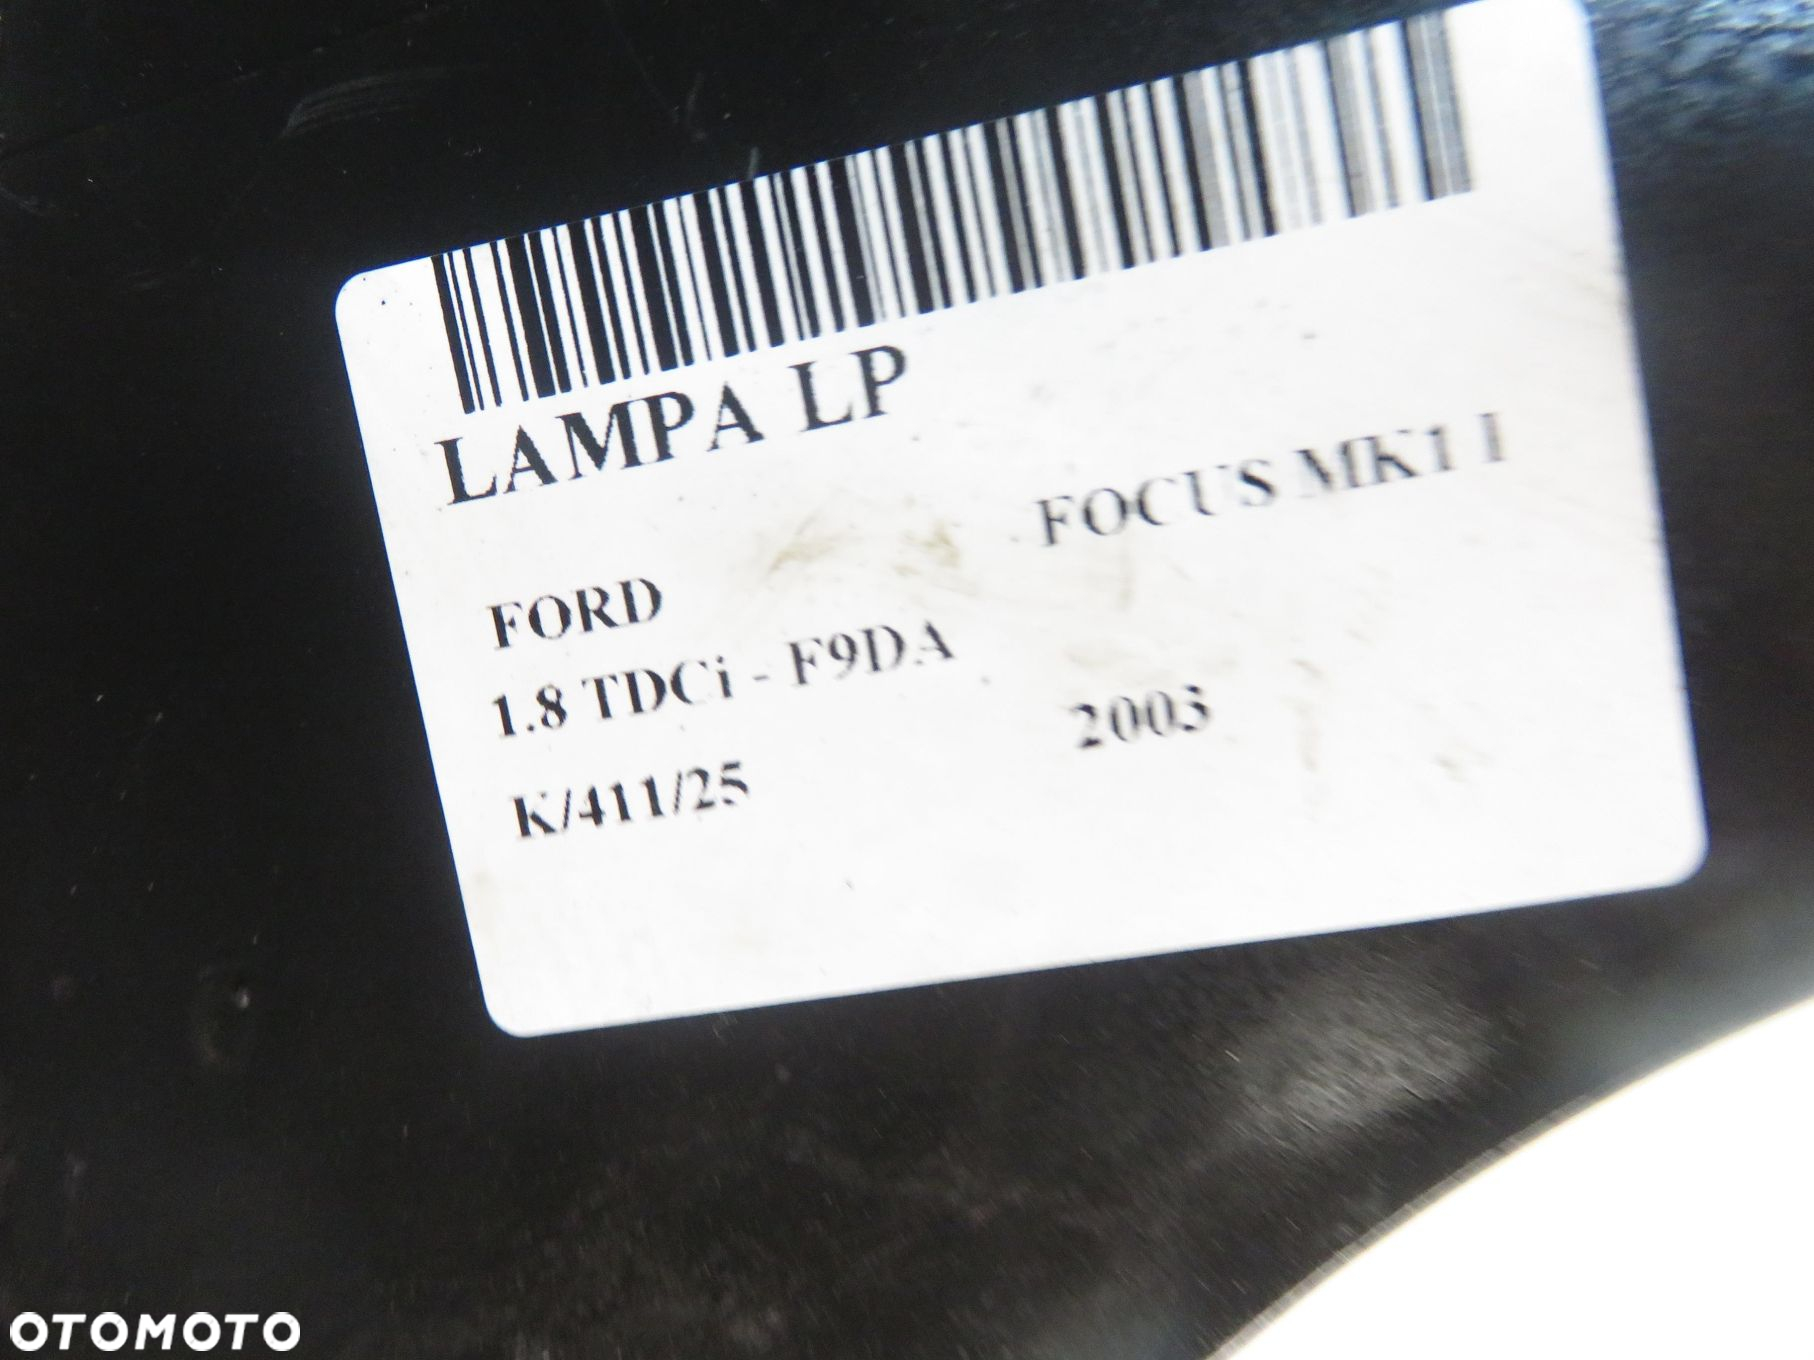 LAMPA LP
FORD FOCUS MK1 I
1.8 TDCi - F9DA 2003
K/411/25
OTOMOTO